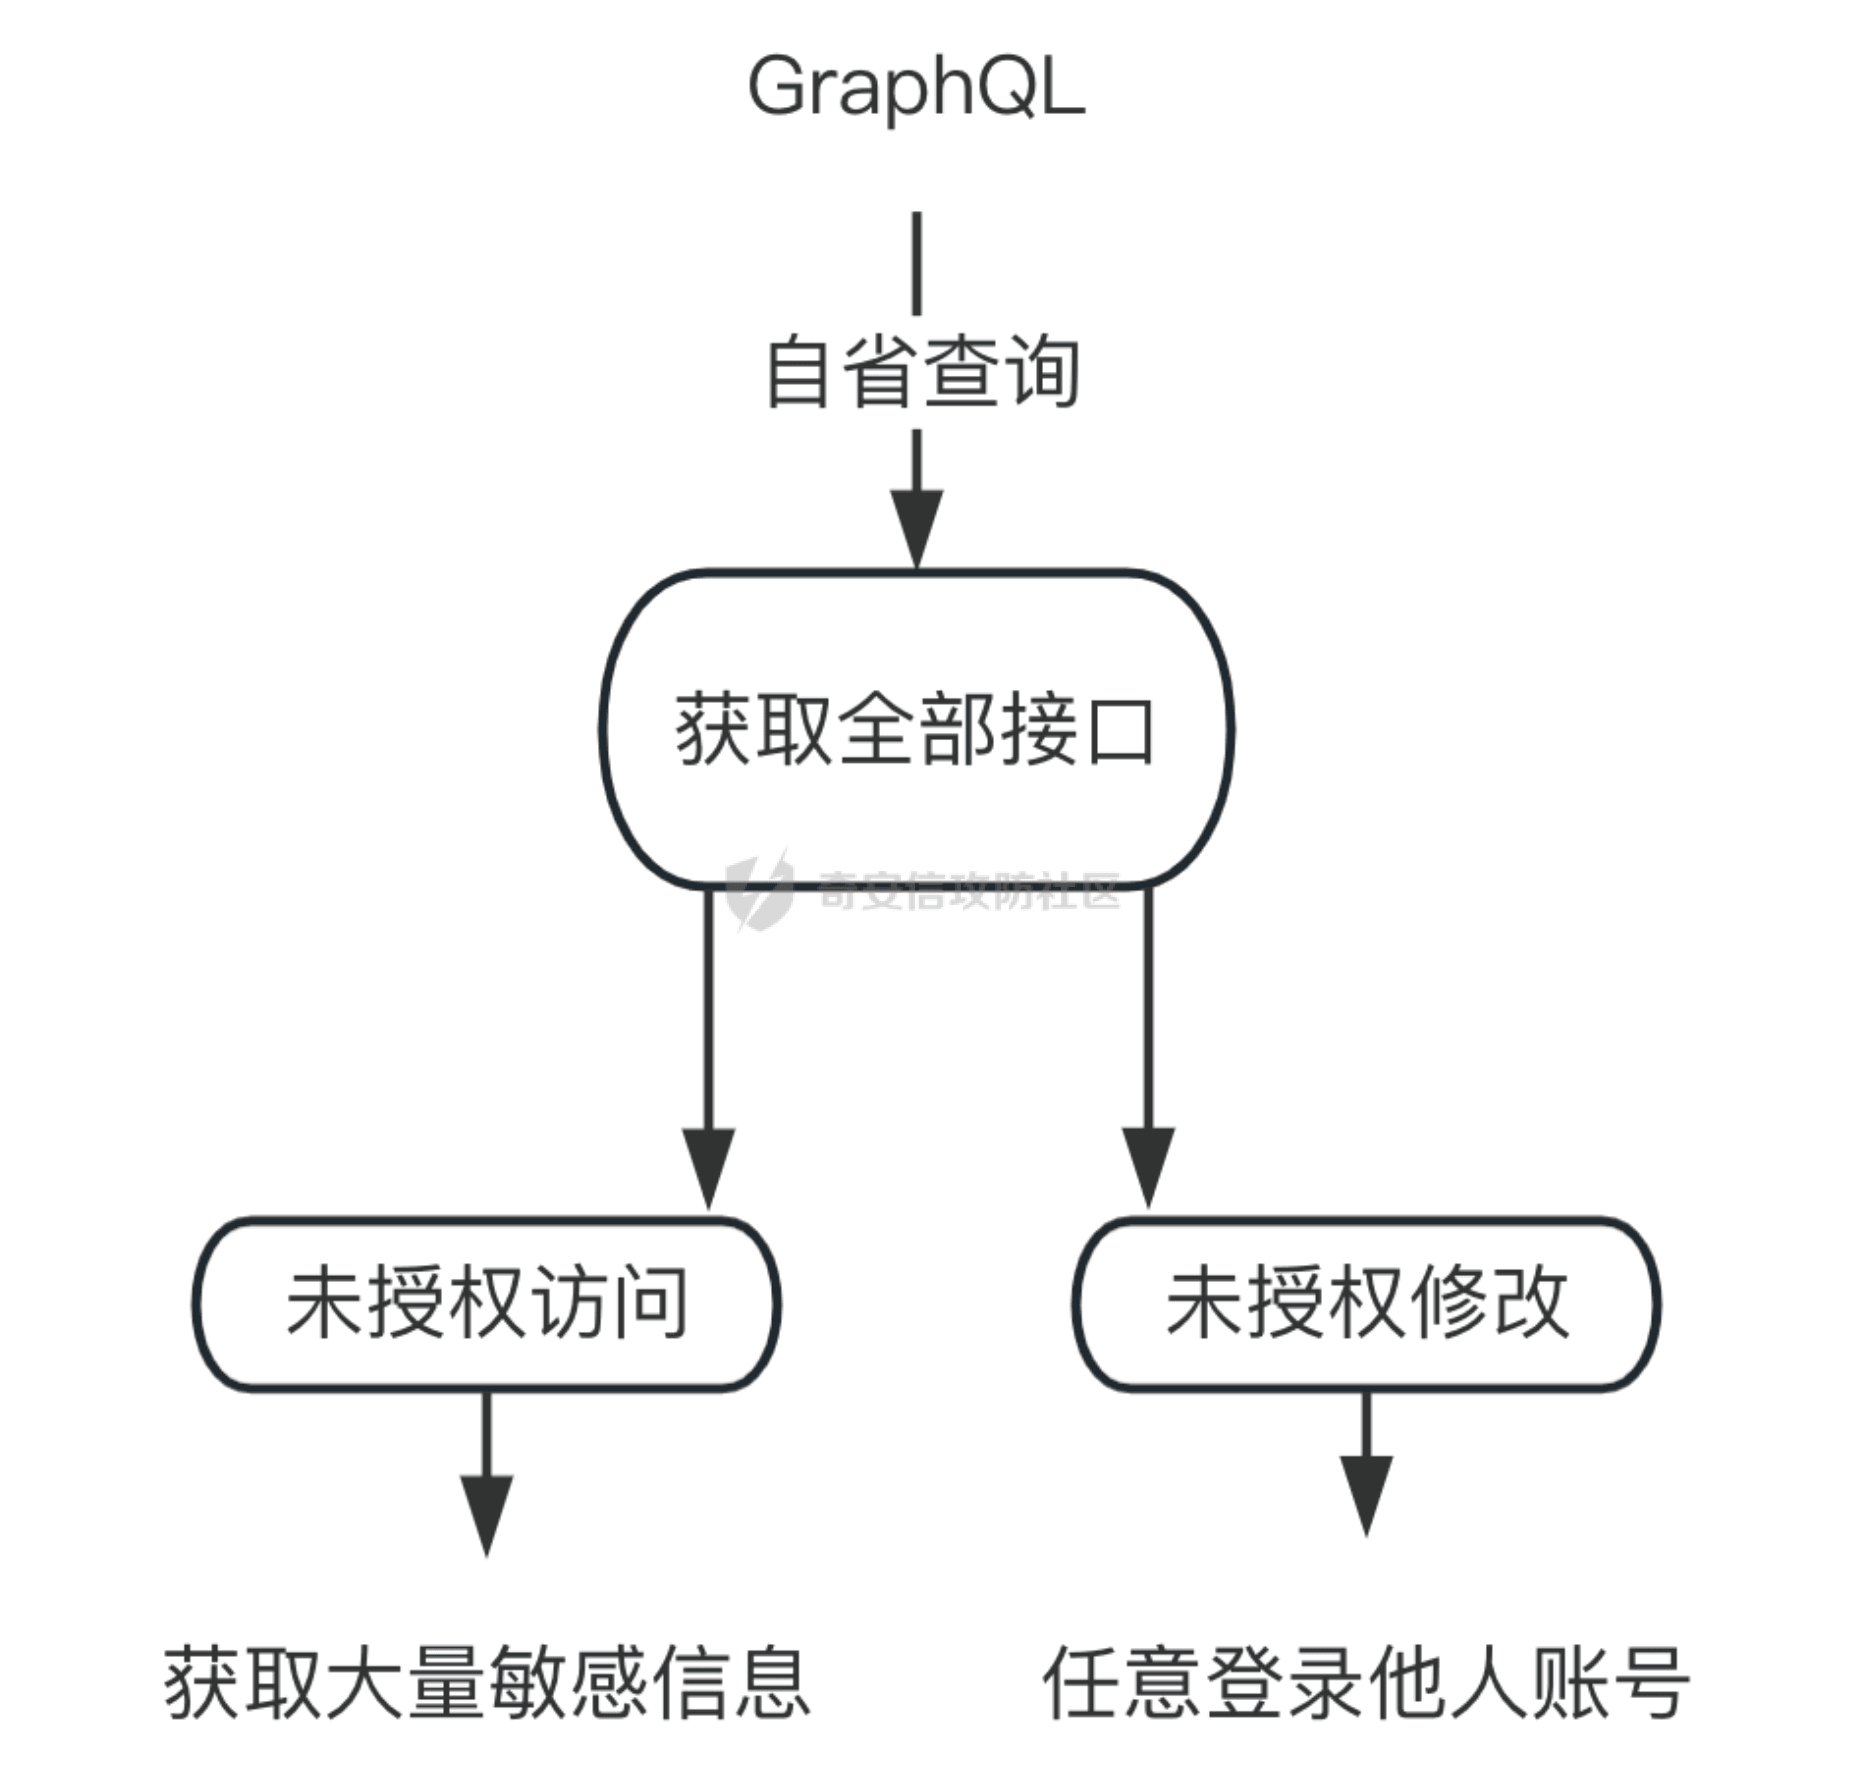 GraphQL
自省查询
获取全部接口
奇安信攻防社区
未授权访问
未授权修改
获取大量敏感信息
任意登录他人账号